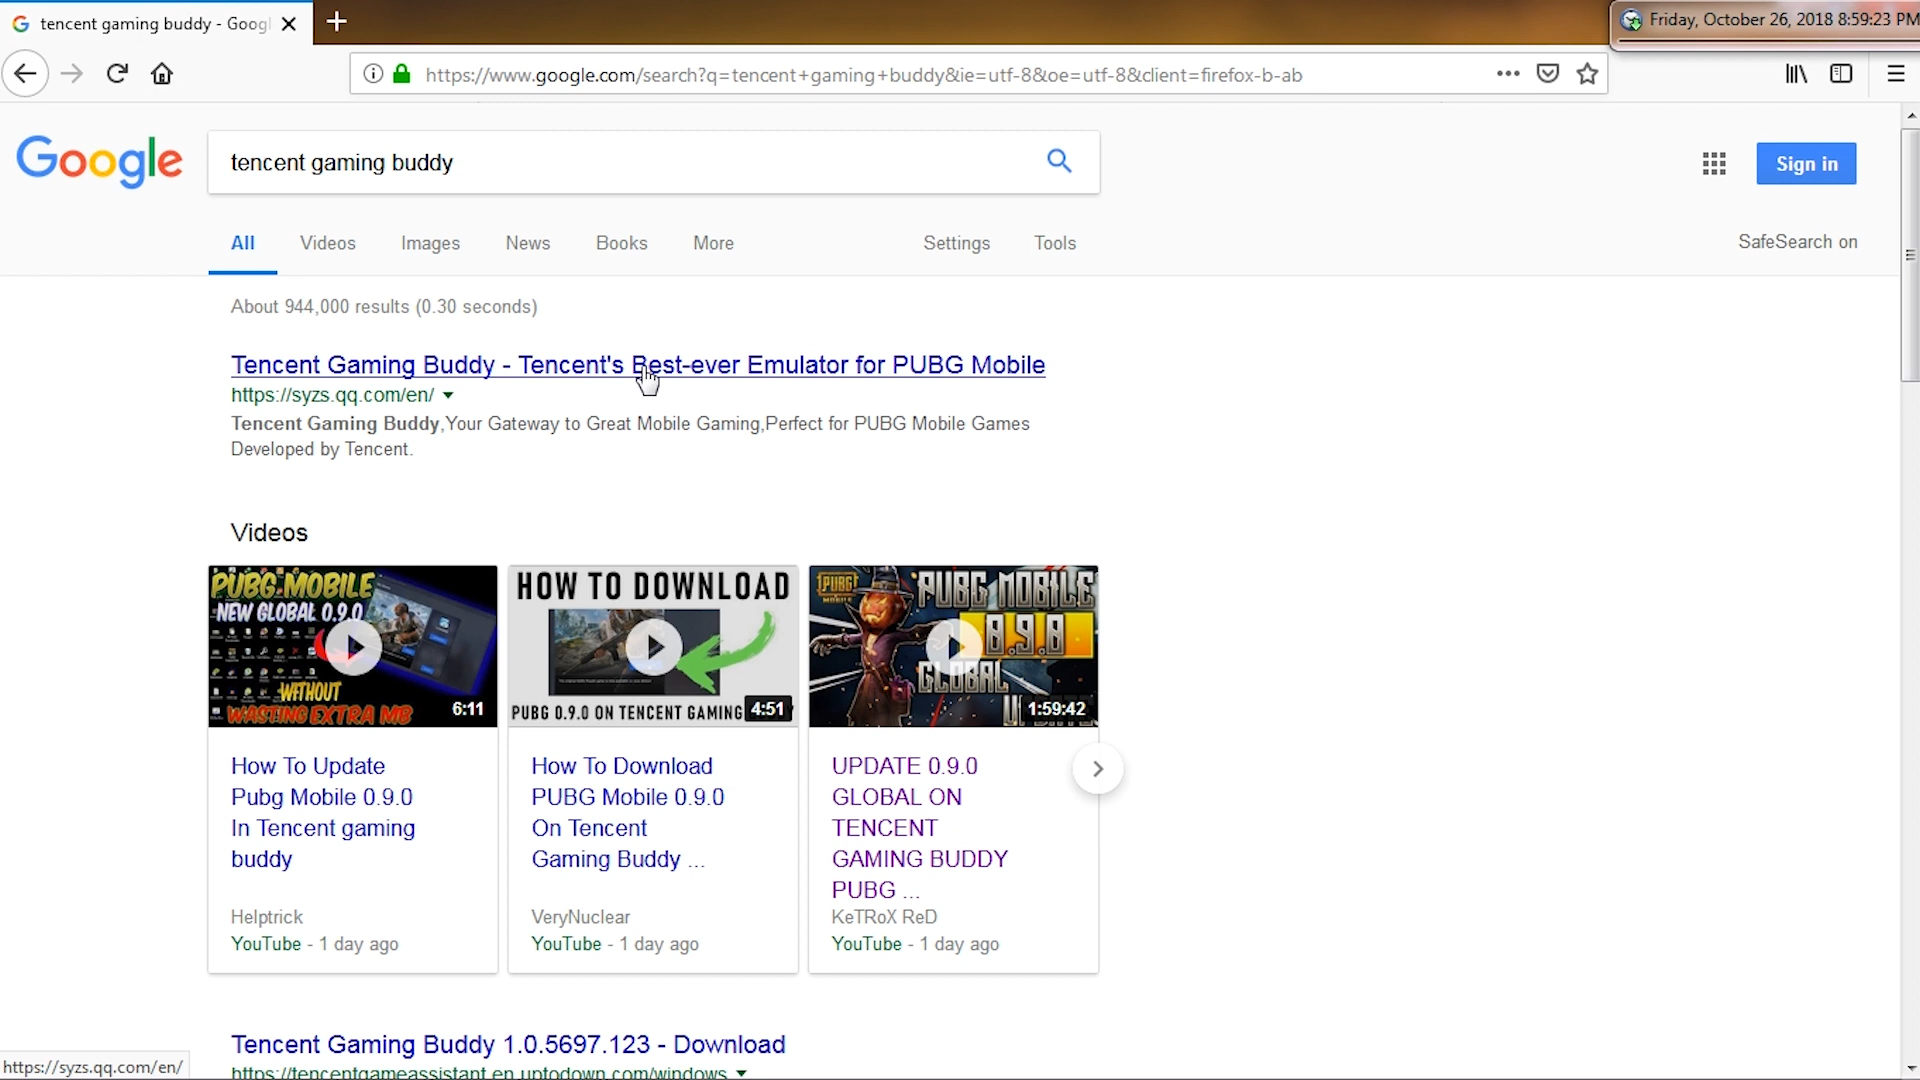 tencent gaming buddy - Googl
Friday, October 26, 2018 8:59:23 PM
https://www.google.com/search?q=tencent+gaming+buddy&ie=utf-8&oe=utf-8&client=firefox-b-ab
Google
tencent gaming buddy
Sign in
All Videos Images News Books More Settings Tools
SafeSearch on
About 944,000 results (0.30 seconds)
Tencent Gaming Buddy - Tencent's Best-ever Emulator for PUBG Mobile
https://syzs.qq.com/en/
Tencent Gaming Buddy,Your Gateway to Great Mobile Gaming,Perfect for PUBG Mobile Games
Developed by Tencent.
Videos
PUBG MOBILE
NEW GLOBAL 0.9.0
WITHOUT
WASTING EXTRA MB
6:11
How To Update
Pubg Mobile 0.9.0
In Tencent gaming
buddy
Helptrick
YouTube - 1 day ago
HOW TO DOWNLOAD
PUBG 0.9.0 ON TENCENT GAMING
4:51
How To Download
PUBG Mobile 0.9.0
On Tencent
Gaming Buddy ...
VeryNuclear
YouTube - 1 day ago
PUBG
MOBILE
PUBG MOBILE
0.9.0
GLOBAL
1:59:42
UPDATE 0.9.0
GLOBAL ON
TENCENT
GAMING BUDDY
PUBG ...
KeTRoX ReD
YouTube - 1 day ago
Tencent Gaming Buddy 1.0.5697.123 - Download
https://tencentgameassistant.en.uptodown.com/windows
https://syzs.qq.com/en/